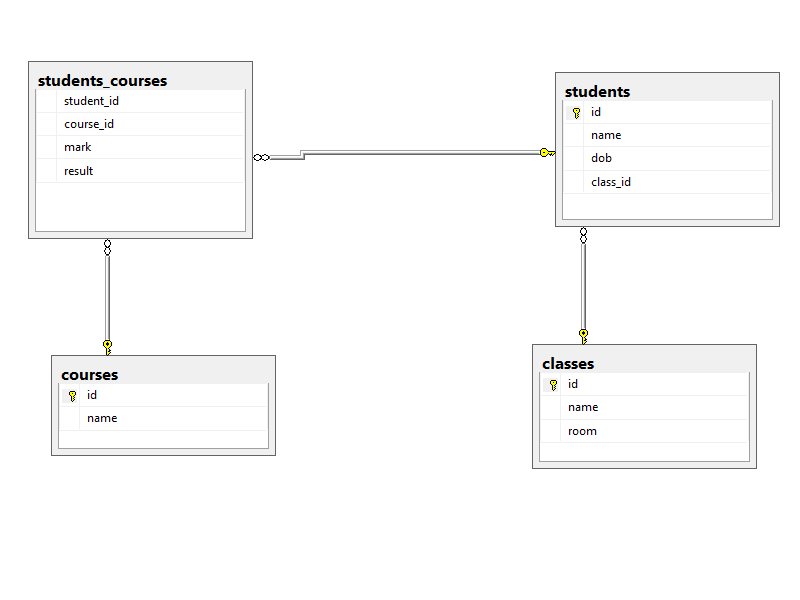 students_courses
student_id
course_id
mark
result
students
id
name
dob
class_id
courses
id
name
classes
id
name
room